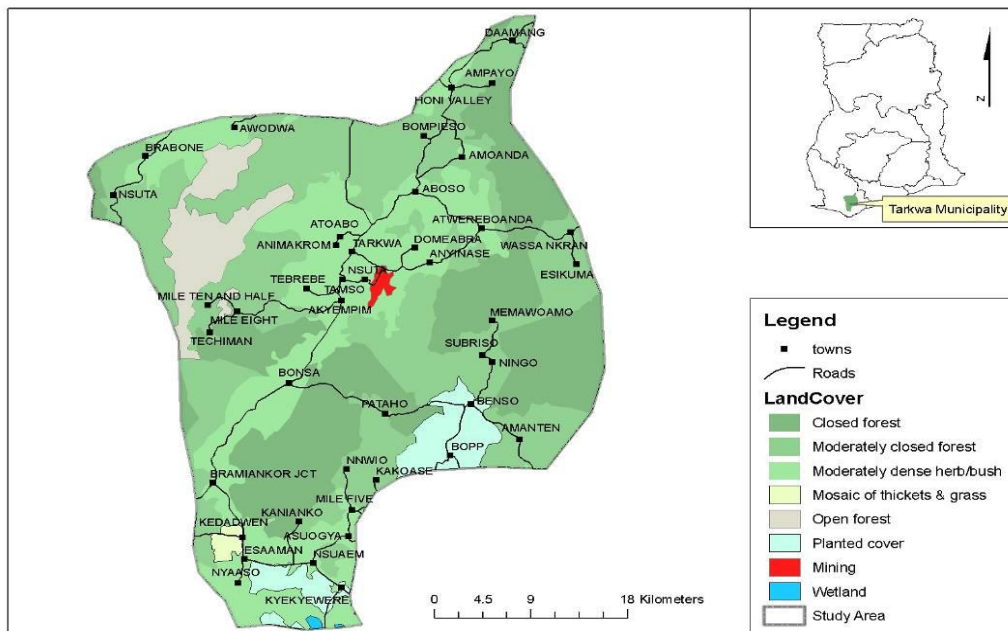 DAAMANG
AMPAYO
HONI VALLEY
BOMPIESO
AWODWA
BRABONE
AMOANDA
NSUTA
ABOSO
ATWEREBOANDA
ATOABO
ANIMAKROM
TARKWA
DOMEABRA
WASSA NKRAN
ANYINASE
ESIKUMA
NSUTA
TEBREBE
TAMSO
MILE TEN AND HALF
AKYEMPIM
MILE EIGHT
MEMAWOAMO
TECHIMAN
SUBRISO
NINGO
BONSA
PATAHO
BENSO
AMANTEN
BOPP
NNWIO
BRAMIANKOR JCT
KAKOASE
MILE FIVE
KANIANKO
KEDADWEN
ASUOGYA
ESAAMAN
NSUAEM
NYAASO
KYEKYEWERE
0 4.5 9 18 Kilometers
Z
Tarkwa Municipality
Legend
towns
Roads
LandCover
Closed forest
Moderately closed forest
Moderately dense herb/bush
Mosaic of thickets & grass
Open forest
Planted cover
Mining
Wetland
Study Area